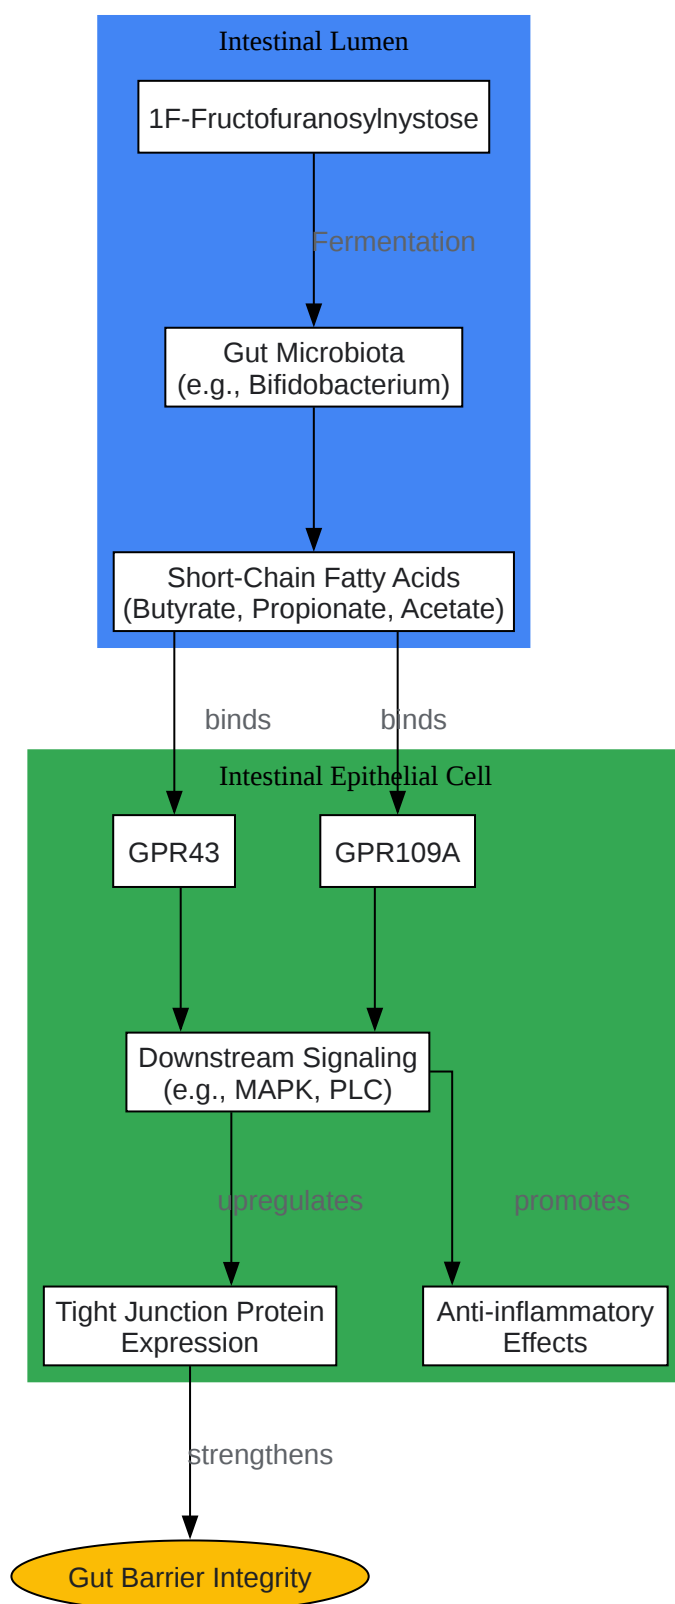 Intestinal Lumen
1F-Fructofuranosylnystose
Fermentation
Gut Microbiota
(e.g., Bifidobacterium)
Short-Chain Fatty Acids
(Butyrate, Propionate, Acetate)
binds
binds
Intestinal Epithelial Cell
GPR43
GPR109A
Downstream Signaling
(e.g., MAPK, PLC)
upregulates
promotes
Tight Junction Protein
Expression
Anti-inflammatory
Effects
strengthens
Gut Barrier Integrity